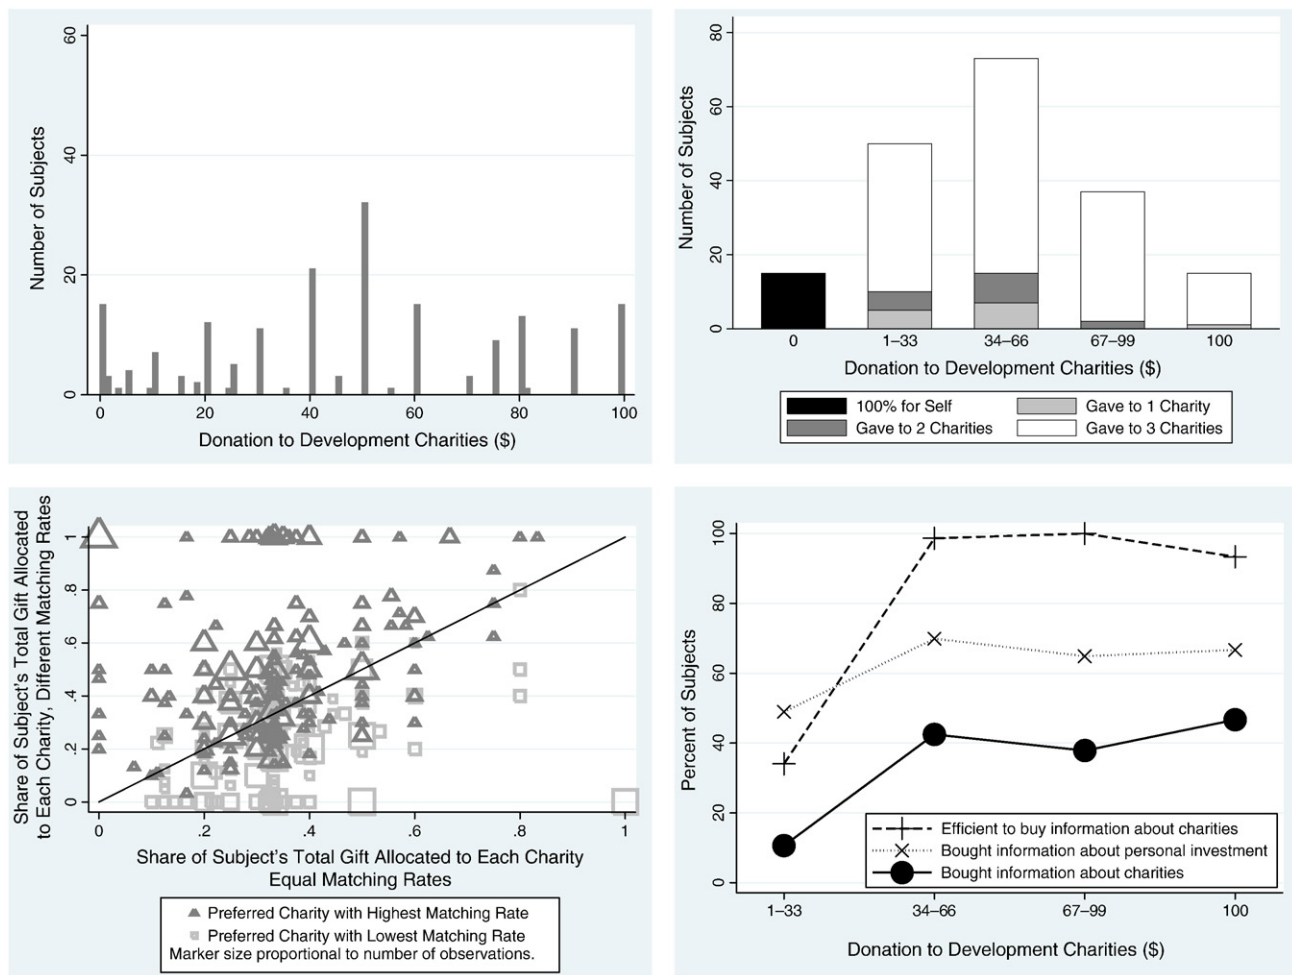 Number of Subjects
60
40
20
0
0 20 40 60 80 100
Donation to Development Charities ($)
Number of Subjects
80
60
40
20
0
0 1–33 34–66 67–99 100
Donation to Development Charities ($)
100% for Self Gave to 1 Charity
Gave to 2 Charities Gave to 3 Charities
Share of Subject's Total Gift Allocated
to Each Charity, Different Matching Rates
1
.8
.6
.4
.2
0
0 .2 .4 .6 .8 1
Share of Subject's Total Gift Allocated to Each Charity
Equal Matching Rates
Preferred Charity with Highest Matching Rate
Preferred Charity with Lowest Matching Rate
Marker size proportional to number of observations.
Percent of Subjects
100
80
60
40
20
0
Efficient to buy information about charities
Bought information about personal investment
Bought information about charities
1–33 34–66 67–99 100
Donation to Development Charities ($)